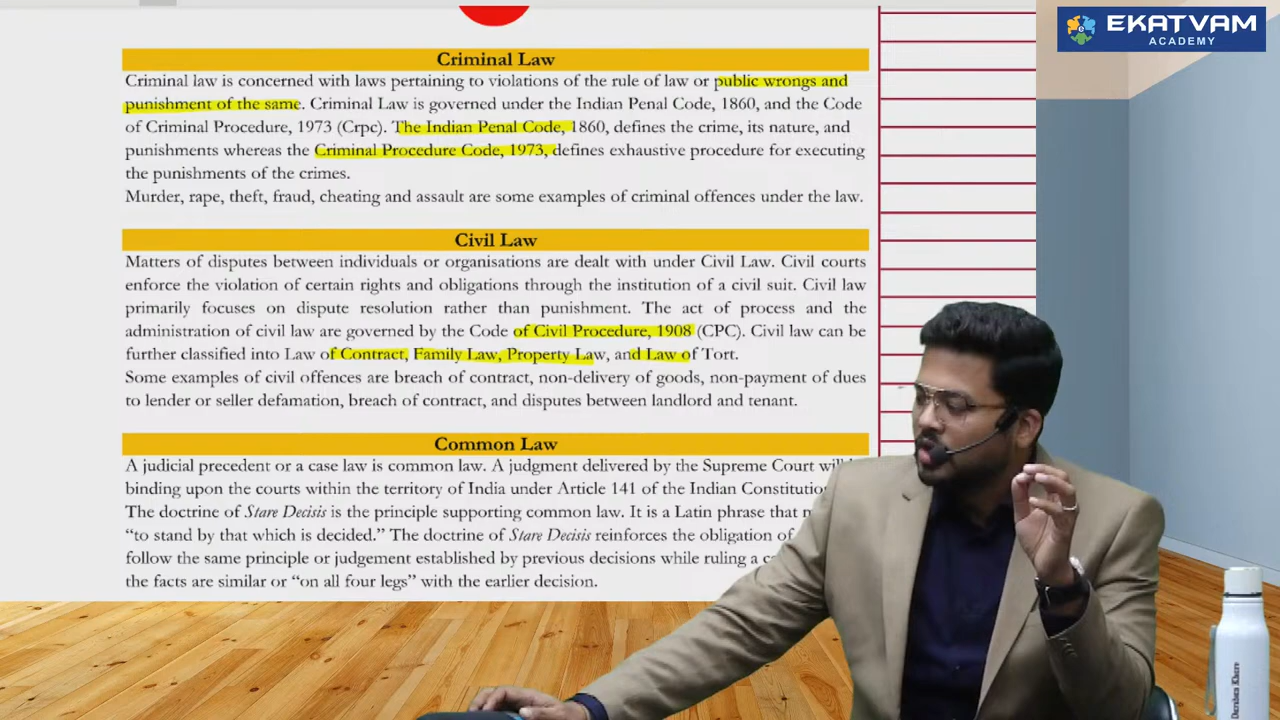 EKATVAM
ACADEMY
Criminal Law
Criminal law is concerned with laws pertaining to violations of the rule of law or public wrongs and
punishment of the same. Criminal Law is governed under the Indian Penal Code, 1860, and the Code
of Criminal Procedure, 1973 (Crpc). The Indian Penal Code, 1860, defines the crime, its nature, and
punishments whereas the Criminal Procedure Code, 1973, defines exhaustive procedure for executing
the punishments of the crimes.
Murder, rape, theft, fraud, cheating and assault are some examples of criminal offences under the law.
Civil Law
Matters of disputes between individuals or organisations are dealt with under Civil Law. Civil courts
enforce the violation of certain rights and obligations through the institution of a civil suit. Civil law
primarily focuses on dispute resolution rather than punishment. The act of process and the
administration of civil law are governed by the Code of Civil Procedure, 1908 (CPC). Civil law can be
further classified into Law of Contract, Family Law, Property Law, and Law of Tort.
Some examples of civil offences are breach of contract, non-delivery of goods, non-payment of dues
to lender or seller defamation, breach of contract, and disputes between landlord and tenant.
Common Law
A judicial precedent or a case law is common law. A judgment delivered by the Supreme Court will
binding upon the courts within the territory of India under Article 141 of the Indian
The doctrine of Stare Decisis is the principle supporting common law. It is a Latin phrase that
"to stand by that which is decided." The doctrine of Stare Decisis reinforces the obligation of
follow the same principle or judgement established by previous decisions while ruling a
the facts are similar or "on all four legs" with the earlier decision.